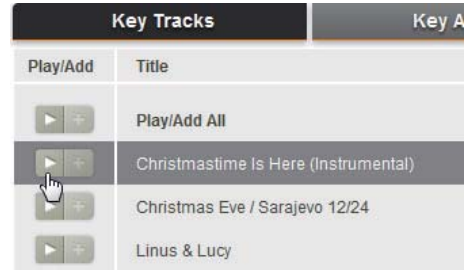 Key Tracks Key A
Play/Add Title
Play/Add All
Christmastime Is Here (Instrumental)
Christmas Eve / Sarajevo 12/24
Linus & Lucy